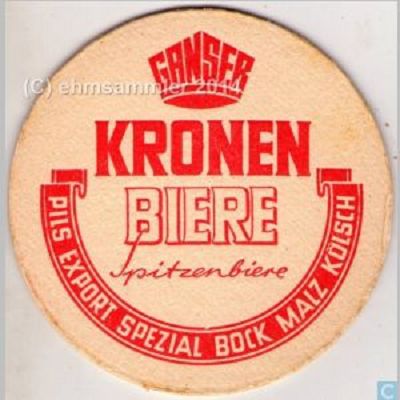 GANSER
(C) ehmsammler 2014
KRONEN
BIERE
Spitzenbiere
PILS EXPORT SPEZIAL BOCK MALZ KÖLSCH
C